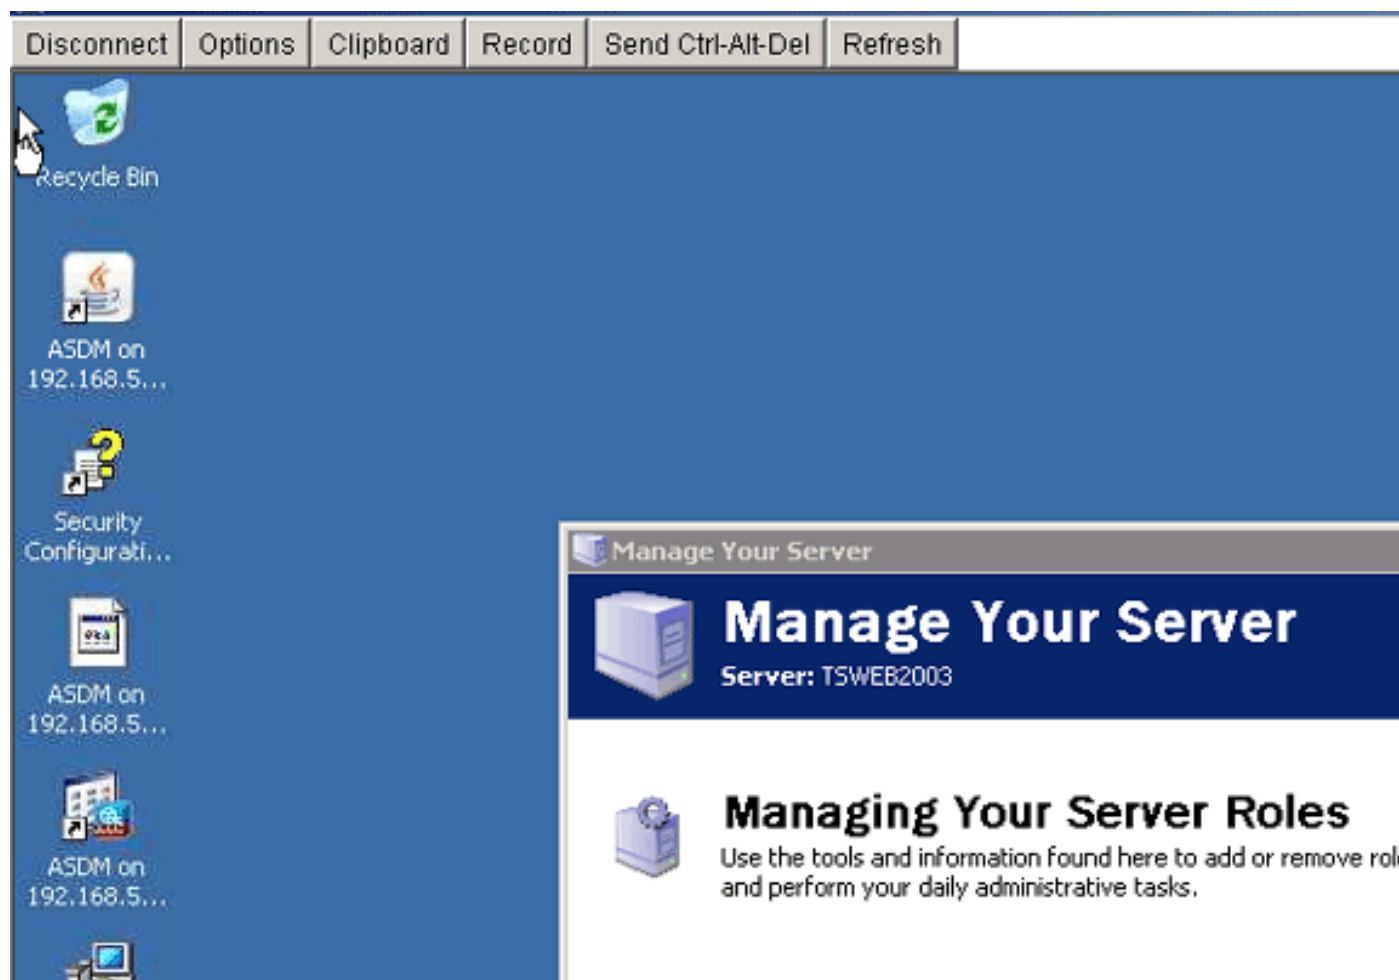 Disconnect Options Clipboard Record Send Ctrl-Alt-Del Refresh
Recycle Bin
ASDM on
192.168.5...
Security
Configurati...
ASDM on
192.168.5...
ASDM on
192.168.5...
Manage Your Server
Manage Your Server
Server: TSWEB2003
Managing Your Server Roles
Use the tools and information found here to add or remove
and perform your daily administrative tasks.